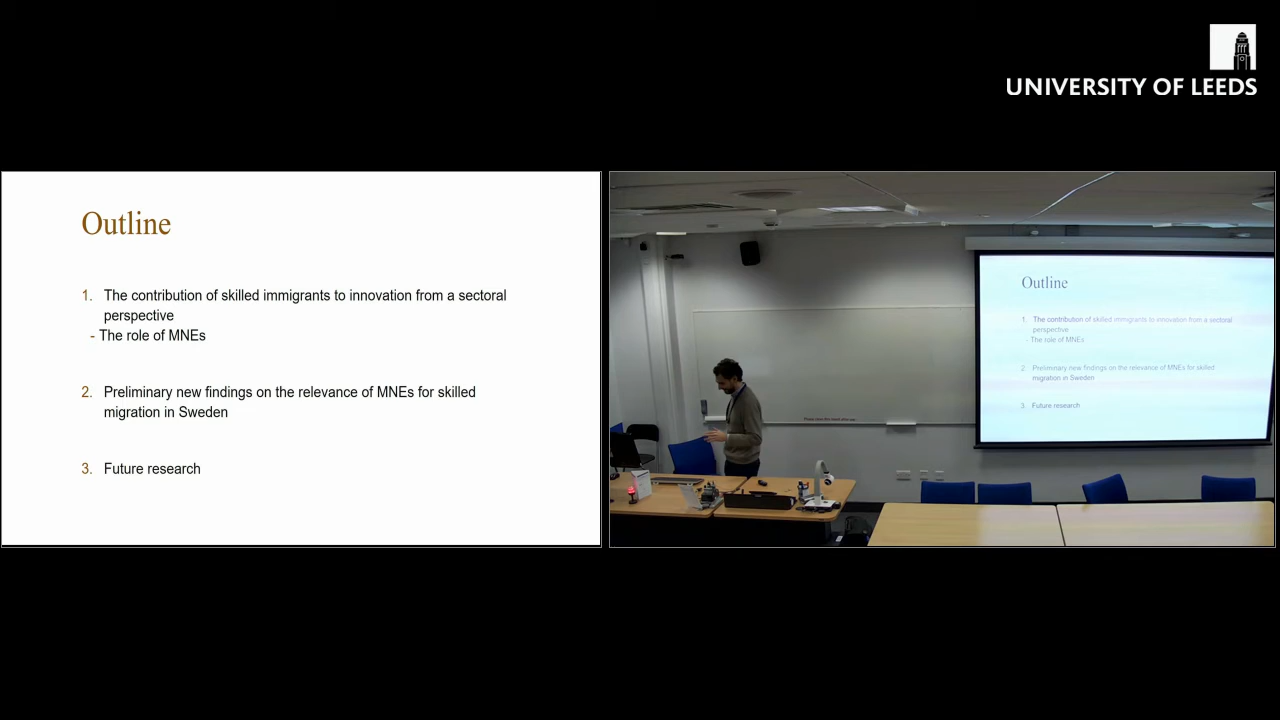 UNIVERSITY OF LEEDS
Outline
1. The contribution of skilled immigrants to innovation from a sectoral
perspective
- The role of MNEs
2. Preliminary new findings on the relevance of MNEs for skilled
migration in Sweden
3. Future research
Outline
1. The contribution of skilled immigrants to innovation from a sectoral
perspective
- The role of MNEs
2. Preliminary new findings on the relevance of MNEs for skilled
migration in Sweden
3. Future research